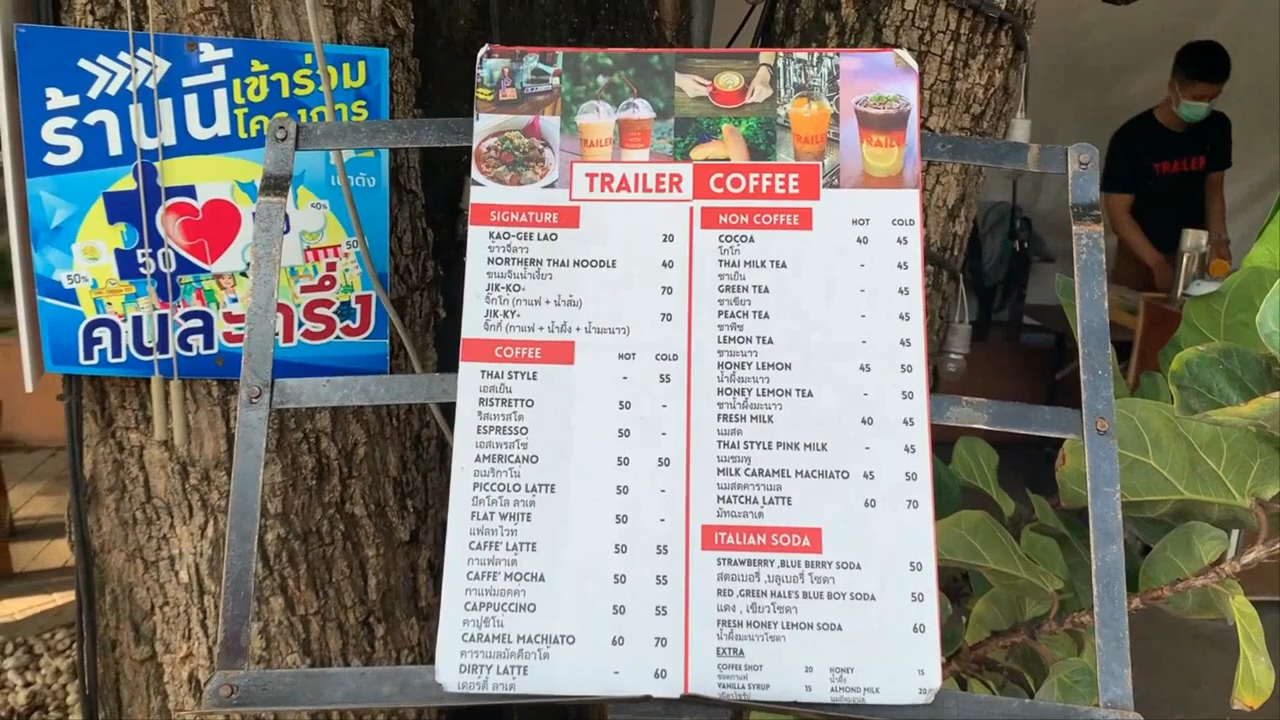 ร้านนี้
เข้าร่วม
โครงการ
เป๋าตัง
50
50%
50%
50%
คนละครึ่ง
TRAILER COFFEE
SIGNATURE
KAO-GEE LAO 20
ข้าวจี่ลาว
NORTHERN THAI NOODLE 40
ขนมจีนน้ำเงี้ยว
JIK-KO+ 70
จิ๊กโก (กาแฟ + น้ำส้ม)
JIK-KY+ 70
จิ๊กกี๋ (กาแฟ + น้ำผึ้ง + น้ำมะนาว)
COFFEE HOT COLD
THAI STYLE - 55
เอสเย็น
RISTRETTO 50 -
ริสเทรสโต
ESPRESSO 50 -
เอสเพรสโซ่
AMERICANO 50 50
อเมริกาโน่
PICCOLO LATTE 50 -
ปิคโคโล ลาเต้
FLAT WHITE 50 -
แฟลทไวท์
CAFFE' LATTE 50 55
กาแฟลาเต้
CAFFE' MOCHA 50 55
กาแฟมอคค่า
CAPPUCCINO 50 55
คาปูชิโน่
CARAMEL MACHIATO 60 70
คาราเมลมัคคิอาโต้
DIRTY LATTE - 60
เดอร์ตี้ ลาเต้
NON COFFEE HOT COLD
COCOA 40 45
โกโก้
THAI MILK TEA - 45
ชาเย็น
GREEN TEA - 45
ชาเขียว
PEACH TEA - 45
ชาพีช
LEMON TEA - 45
ชามะนาว
HONEY LEMON 45 50
น้ำผึ้งมะนาว
HONEY LEMON TEA - 50
ชาน้ำผึ้งมะนาว
FRESH MILK 40 45
นมสด
THAI STYLE PINK MILK - 45
นมชมพู
MILK CARAMEL MACHIATO 45 50
นมสดคาราเมล
MATCHA LATTE 60 70
มัทฉะลาเต้
ITALIAN SODA
STRAWBERRY ,BLUE BERRY SODA 50
สตอเบอรี่ ,บลูเบอรี่ โซดา
RED ,GREEN HALE'S BLUE BOY SODA 50
แดง , เขียวโซดา
FRESH HONEY LEMON SODA 60
น้ำผึ้งมะนาวโซดา
EXTRA
COFFEE SHOT 20 HONEY 15
ช๊อตกาแฟ น้ำผึ้ง
VANILLA SYRUP 15 ALMOND MILK 20
TRAILER